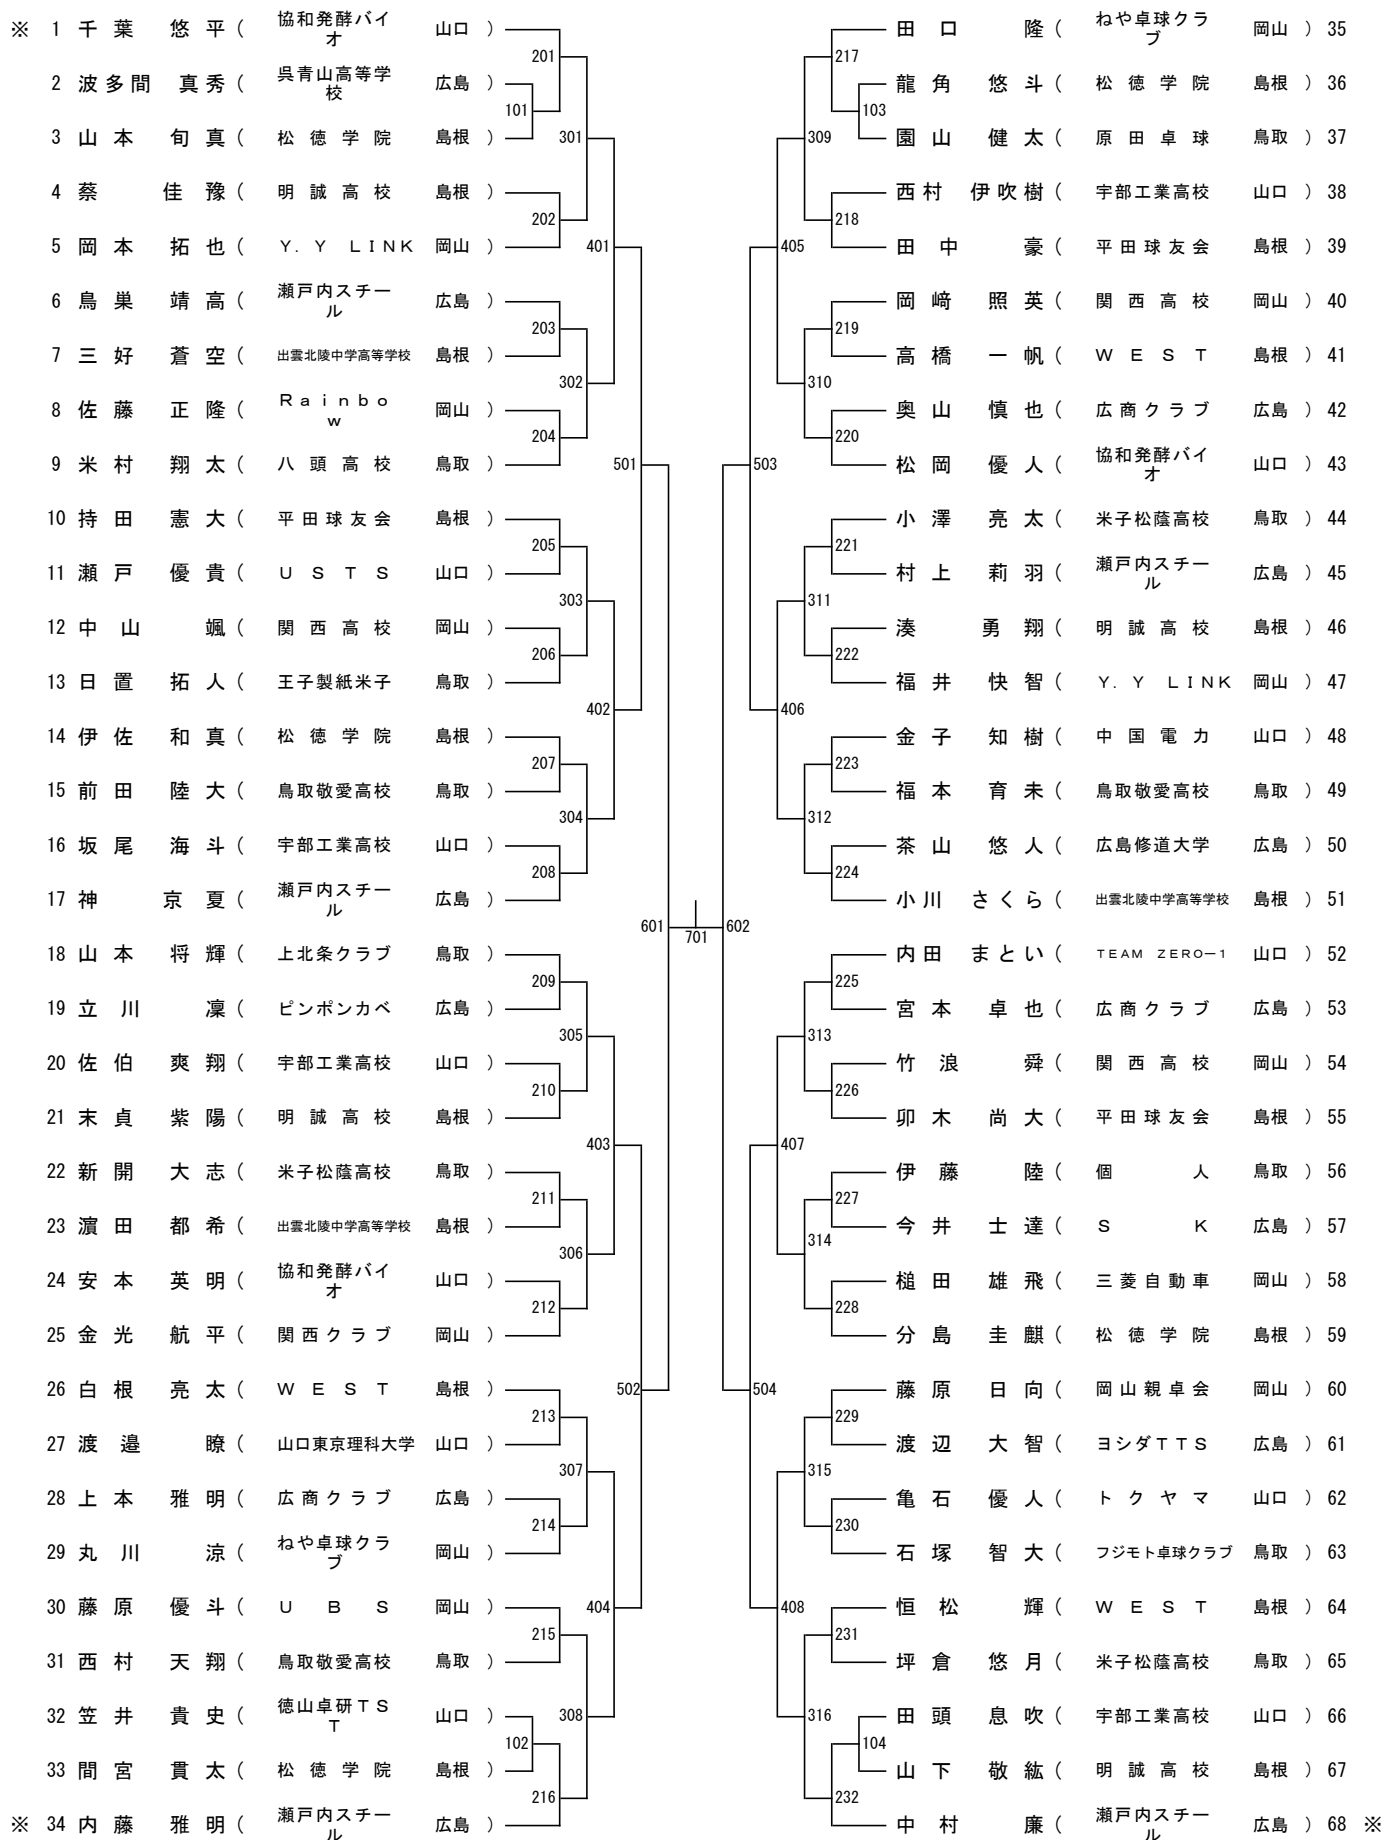 ※ 1 千葉 悠平 ( 協和発酵バイオ 山口 )
2 波多間 真秀 ( 呉青山高等学校 広島 )
3 山本 旬真 ( 松徳学院 島根 )
4 蔡 佳豫 ( 明誠高校 島根 )
5 岡本 拓也 ( Y.Y LINK 岡山 )
6 鳥巣 靖高 ( 瀬戸内スチール 広島 )
7 三好 蒼空 ( 出雲北陵中学高等学校 島根 )
8 佐藤 正隆 ( Rainbow 岡山 )
9 米村 翔太 ( 八頭高校 鳥取 )
10 持田 憲大 ( 平田球友会 島根 )
11 瀬戸 優貴 ( USTS 山口 )
12 中山 颯 ( 関西高校 岡山 )
13 日置 拓人 ( 王子製紙米子 鳥取 )
14 伊佐 和真 ( 松徳学院 島根 )
15 前田 陸大 ( 鳥取敬愛高校 鳥取 )
16 坂尾 海斗 ( 宇部工業高校 山口 )
17 神 京夏 ( 瀬戸内スチール 広島 )
18 山本 将輝 ( 上北条クラブ 鳥取 )
19 立川 凜 ( ピンポンカベ 広島 )
20 佐伯 爽翔 ( 宇部工業高校 山口 )
21 末貞 紫陽 ( 明誠高校 島根 )
22 新開 大志 ( 米子松蔭高校 鳥取 )
23 濵田 都希 ( 出雲北陵中学高等学校 島根 )
24 安本 英明 ( 協和発酵バイオ 山口 )
25 金光 航平 ( 関西クラブ 岡山 )
26 白根 亮太 ( WEST 島根 )
27 渡邉 瞭 ( 山口東京理科大学 山口 )
28 上本 雅明 ( 広商クラブ 広島 )
29 丸川 涼 ( ねや卓球クラブ 岡山 )
30 藤原 優斗 ( UBS 岡山 )
31 西村 天翔 ( 鳥取敬愛高校 鳥取 )
32 笠井 貴史 ( 徳山卓研TST 山口 )
33 間宮 貫太 ( 松徳学院 島根 )
※ 34 内藤 雅明 ( 瀬戸内スチール 広島 )
101
102
201
202
203
204
205
206
207
208
209
210
211
212
213
214
215
216
301
302
303
304
305
306
307
308
401
402
403
404
501
502
601
701
602
503
504
405
406
407
408
309
310
311
312
313
314
315
316
217
218
219
220
221
222
223
224
225
226
227
228
229
230
231
232
103
104
田口 隆 ( ねや卓球クラブ 岡山 ) 35
龍角 悠斗 ( 松徳学院 島根 ) 36
園山 健太 ( 原田卓球 鳥取 ) 37
西村 伊吹樹 ( 宇部工業高校 山口 ) 38
田中 豪 ( 平田球友会 島根 ) 39
岡﨑 照英 ( 関西高校 岡山 ) 40
高橋 一帆 ( WEST 島根 ) 41
奥山 慎也 ( 広商クラブ 広島 ) 42
松岡 優人 ( 協和発酵バイオ 山口 ) 43
小澤 亮太 ( 米子松蔭高校 鳥取 ) 44
村上 莉羽 ( 瀬戸内スチール 広島 ) 45
湊 勇翔 ( 明誠高校 島根 ) 46
福井 快智 ( Y.Y LINK 岡山 ) 47
金子 知樹 ( 中国電力 山口 ) 48
福本 育未 ( 鳥取敬愛高校 鳥取 ) 49
茶山 悠人 ( 広島修道大学 広島 ) 50
小川 さくら ( 出雲北陵中学高等学校 島根 ) 51
内田 まとい ( TEAM ZERO-1 山口 ) 52
宮本 卓也 ( 広商クラブ 広島 ) 53
竹浪 舜 ( 関西高校 岡山 ) 54
卯木 尚大 ( 平田球友会 島根 ) 55
伊藤 陸 ( 個人 鳥取 ) 56
今井 士達 ( SK 広島 ) 57
槌田 雄飛 ( 三菱自動車 岡山 ) 58
分島 圭麒 ( 松徳学院 島根 ) 59
藤原 日向 ( 岡山親卓会 岡山 ) 60
渡辺 大智 ( ヨシダTTS 広島 ) 61
亀石 優人 ( トクヤマ 山口 ) 62
石塚 智大 ( フジモト卓球クラブ 鳥取 ) 63
恒松 輝 ( WEST 島根 ) 64
坪倉 悠月 ( 米子松蔭高校 鳥取 ) 65
田頭 息吹 ( 宇部工業高校 山口 ) 66
山下 敬紘 ( 明誠高校 島根 ) 67
中村 廉 ( 瀬戸内スチール 広島 ) 68 ※